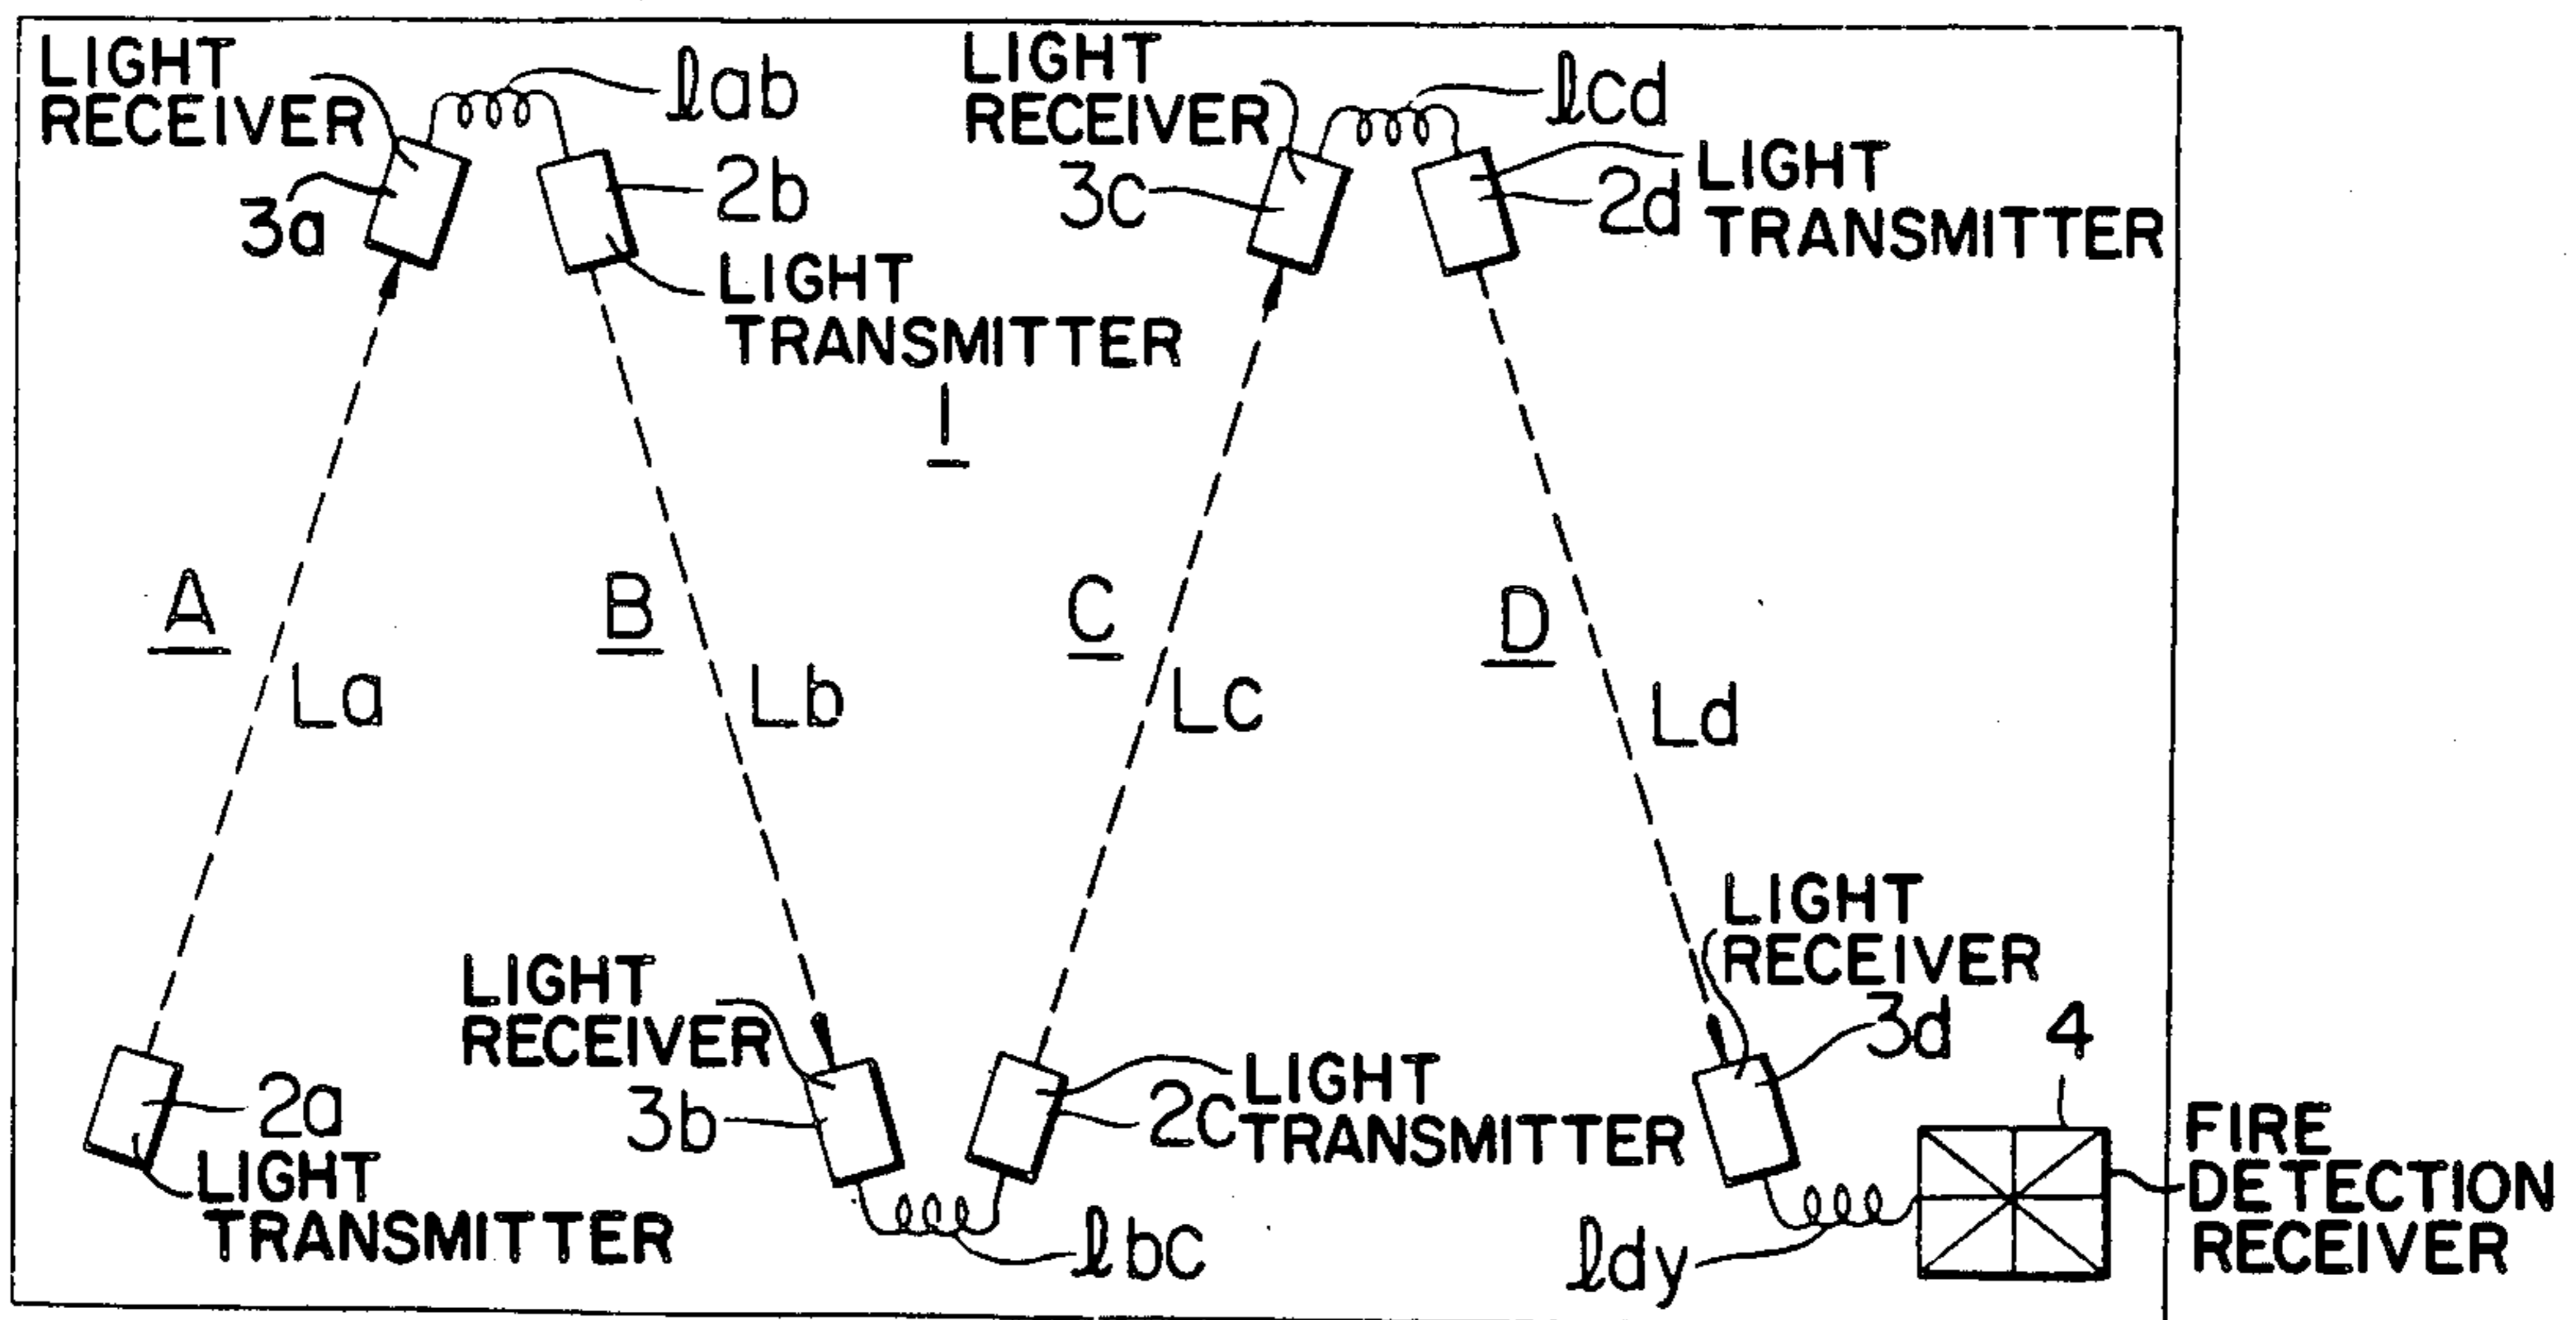 LIGHT
RECEIVER
lab
LIGHT
RECEIVER
lcd
3a
2b
LIGHT
TRANSMITTER
3c
2d
LIGHT
TRANSMITTER
1
A
B
C
D
La
Lb
Lc
Ld
LIGHT
RECEIVER
3b
LIGHT
RECEIVER
3d
4
2a
LIGHT
TRANSMITTER
2c
LIGHT
TRANSMITTER
FIRE
DETECTION
RECEIVER
lbc
ldy